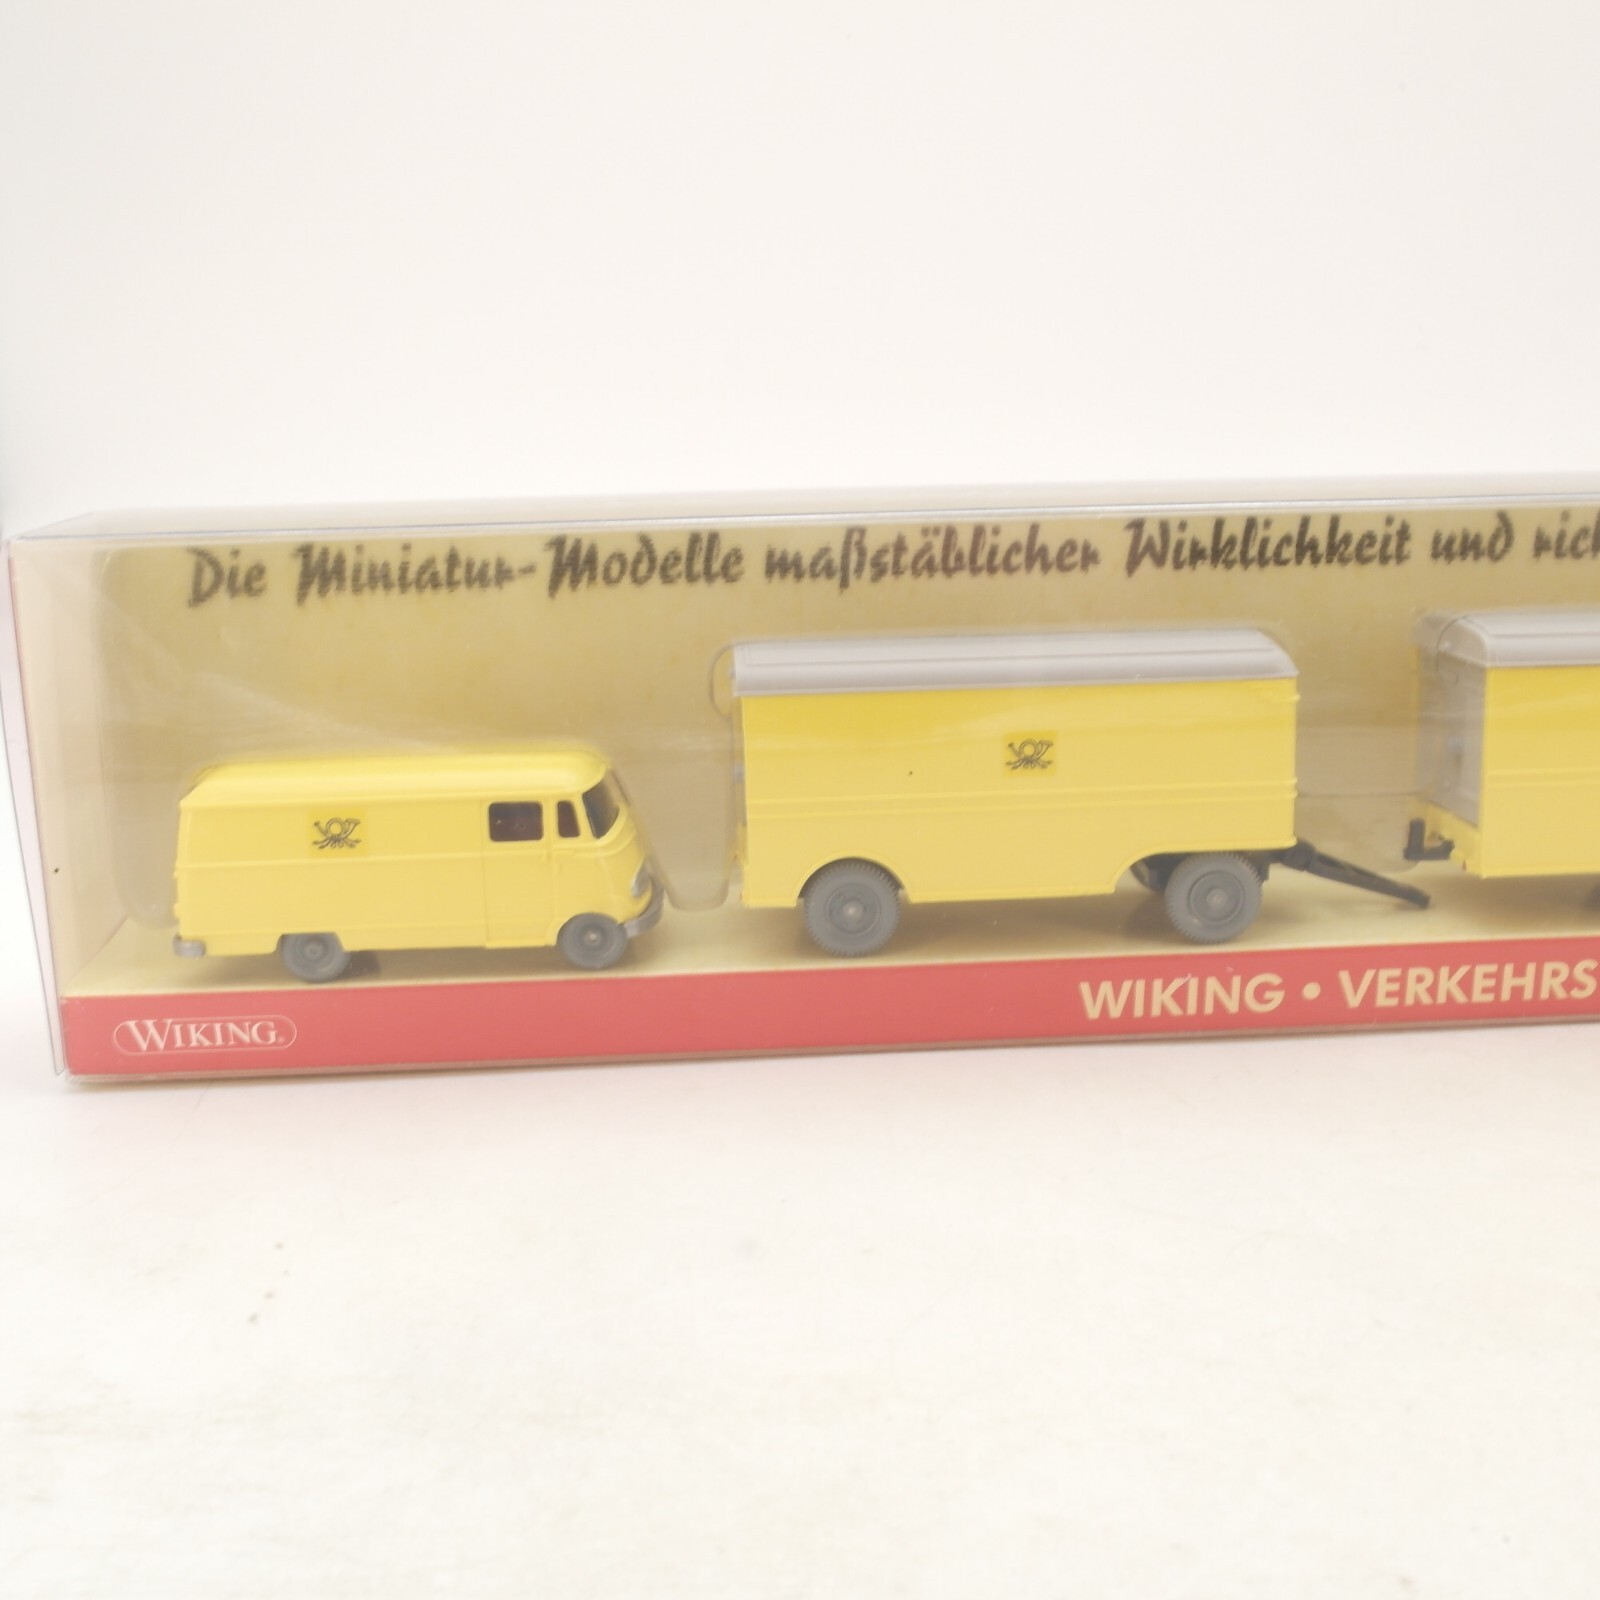 Die Miniatur-Modelle maßstäblicher Wirklichkeit und rich
WIKING • VERKEHRS
WIKING®